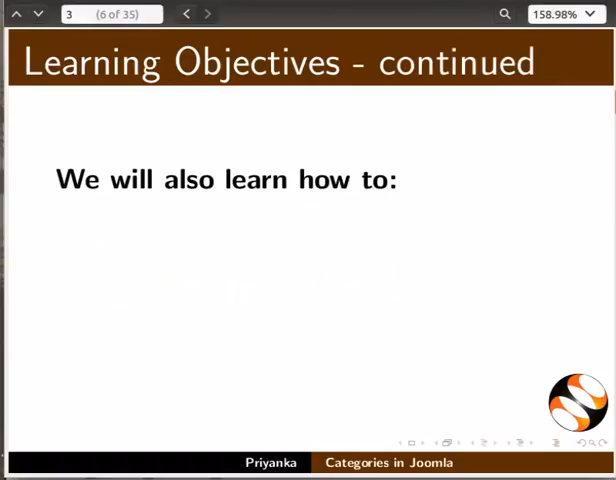 3 (6 of 35) 158.98%
Learning Objectives - continued
We will also learn how to:
Priyanka Categories in Joomla